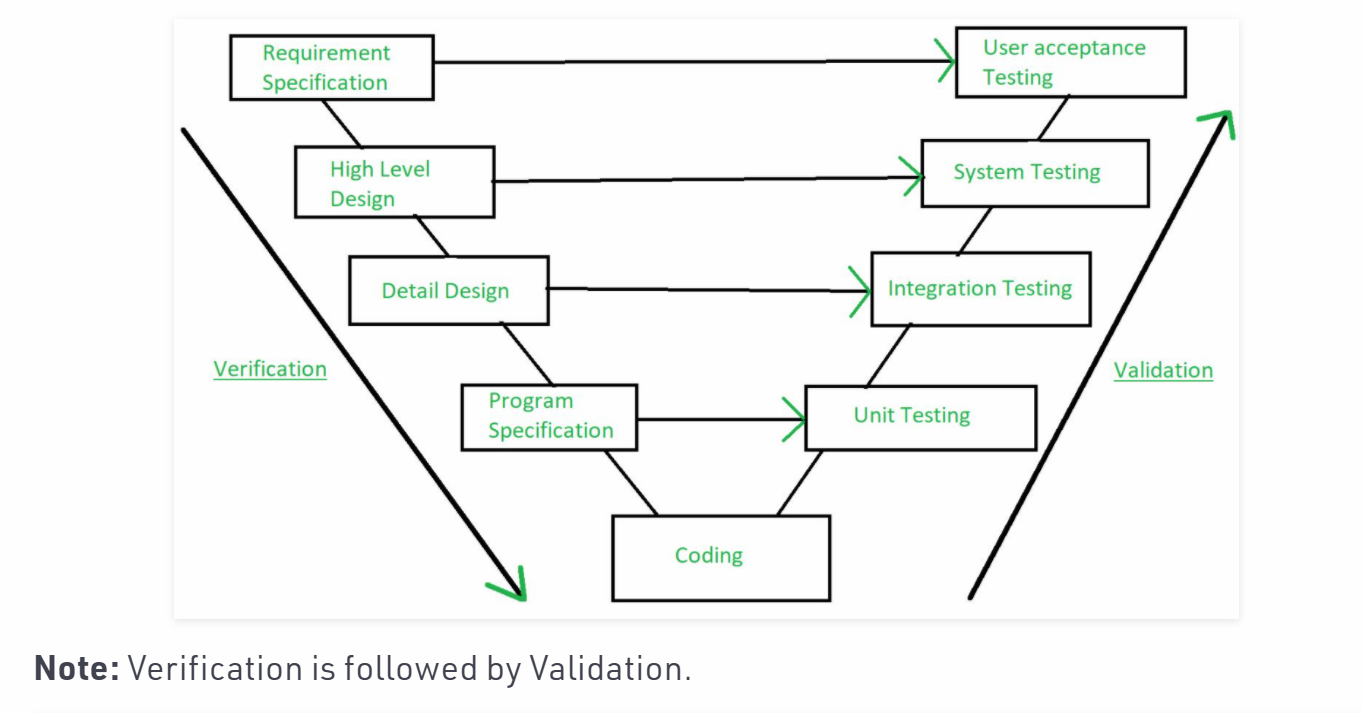 Requirement
Specification
User acceptance
Testing
High Level
Design
System Testing
Detail Design
Integration Testing
Verification
Validation
Program
Specification
Unit Testing
Coding
Note: Verification is followed by Validation.